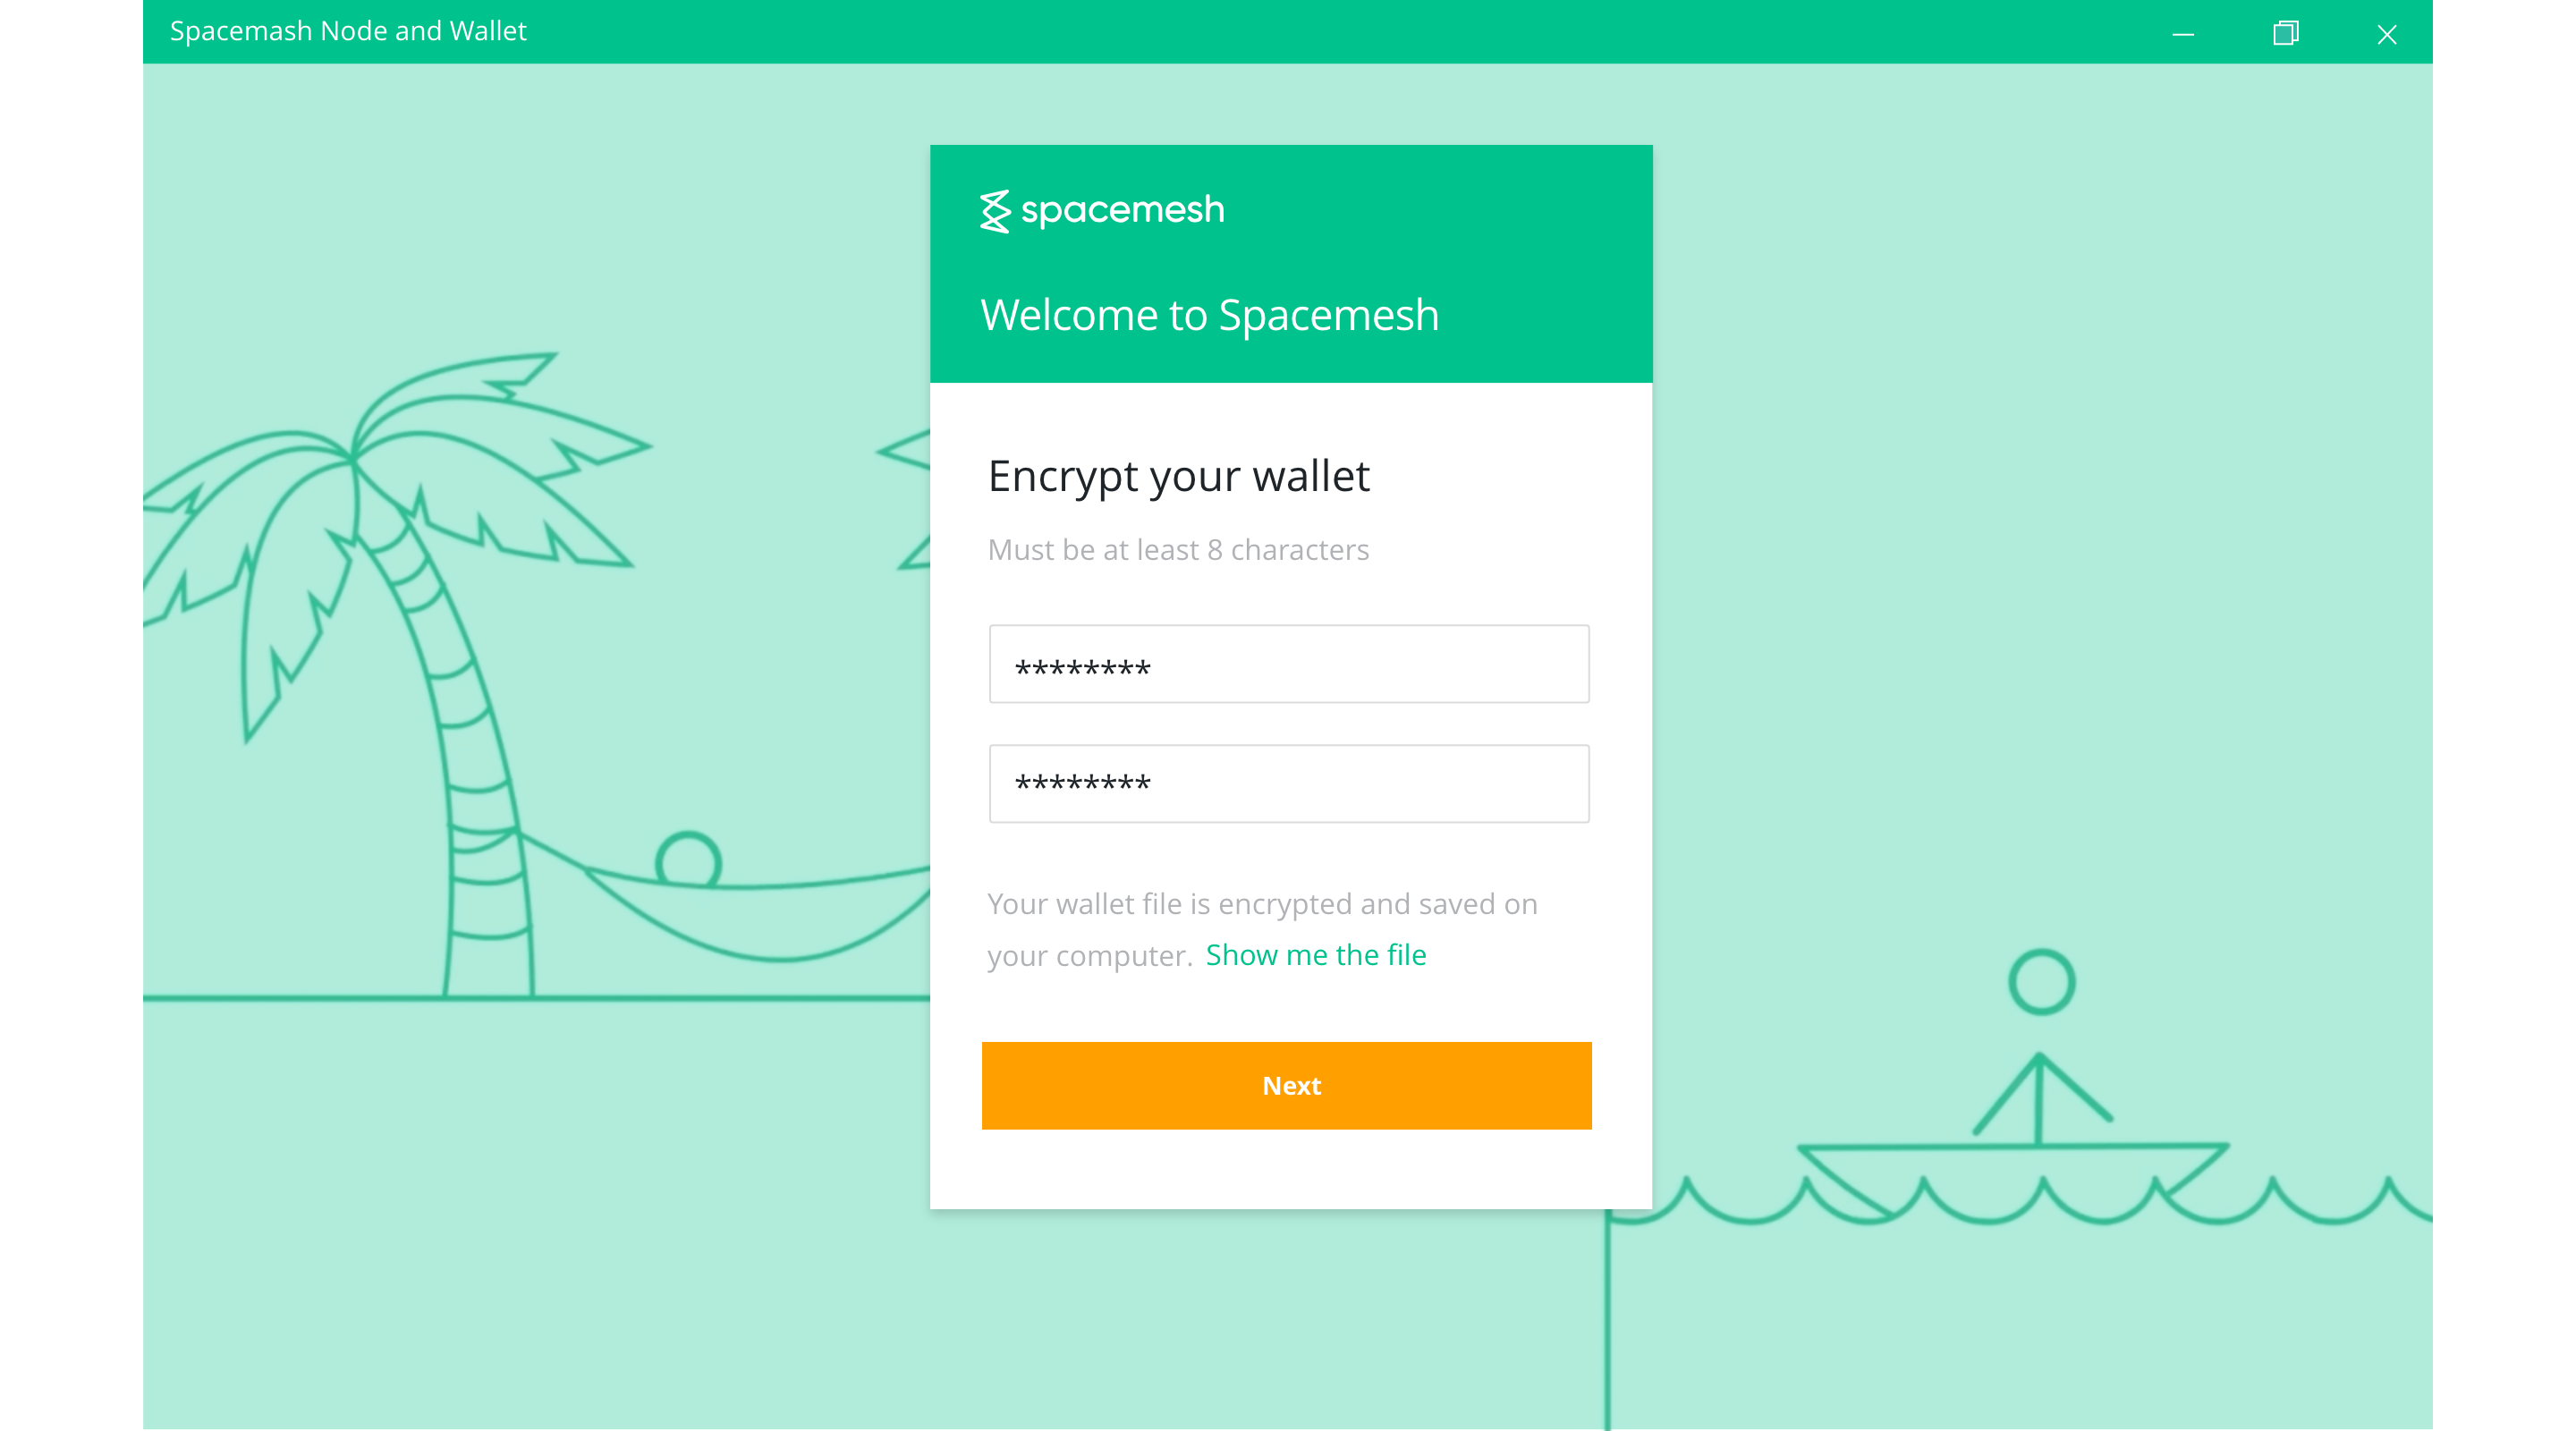 Spacemash Node and Wallet
spacemesh
Welcome to Spacemesh
Encrypt your wallet
Must be at least 8 characters
********
********
Your wallet file is encrypted and saved on
your computer. Show me the file
Next